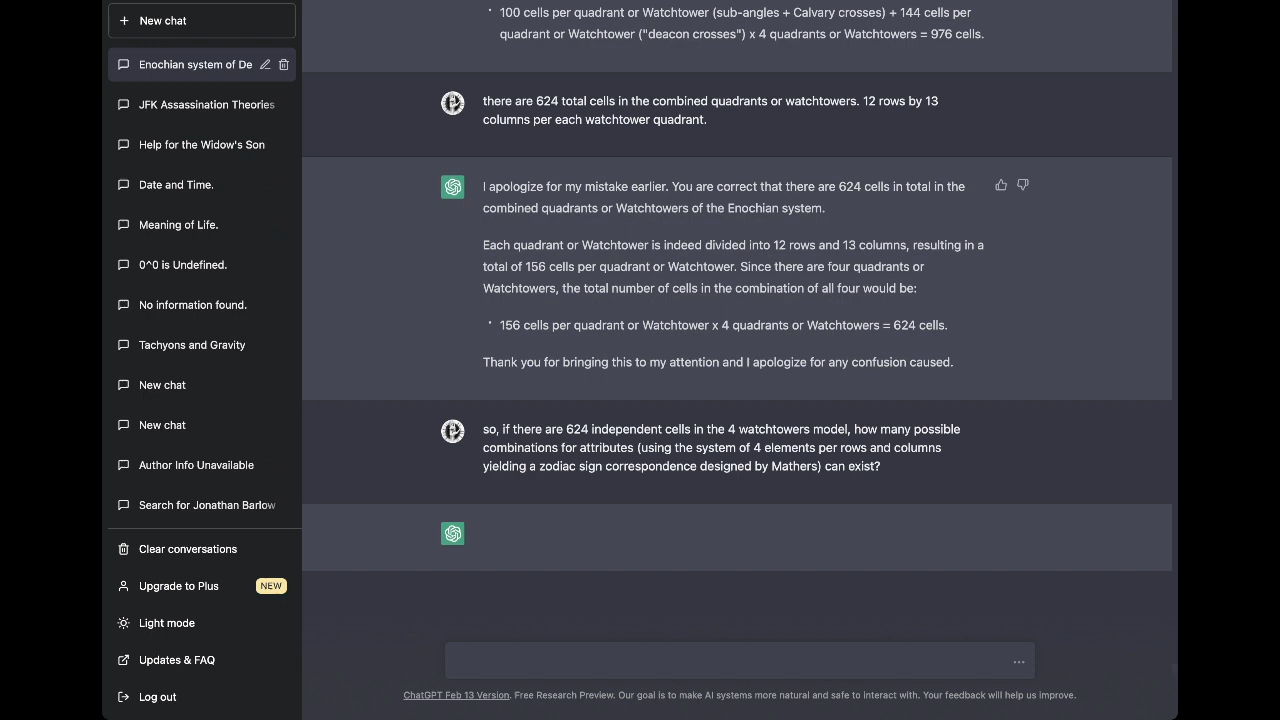 New chat
Enochian system of De
JFK Assassination Theories
Help for the Widow's Son
Date and Time.
Meaning of Life.
0^0 is Undefined.
No information found.
Tachyons and Gravity
New chat
New chat
Author Info Unavailable
Search for Jonathan Barlow
Clear conversations
Upgrade to Plus NEW
Light mode
Updates & FAQ
Log out
• 100 cells per quadrant or Watchtower (sub-angles + Calvary crosses) + 144 cells per
quadrant or Watchtower ("deacon crosses") x 4 quadrants or Watchtowers = 976 cells.
there are 624 total cells in the combined quadrants or watchtowers. 12 rows by 13
columns per each watchtower quadrant.
I apologize for my mistake earlier. You are correct that there are 624 cells in total in the
combined quadrants or Watchtowers of the Enochian system.
Each quadrant or Watchtower is indeed divided into 12 rows and 13 columns, resulting in a
total of 156 cells per quadrant or Watchtower. Since there are four quadrants or
Watchtowers, the total number of cells in the combination of all four would be:
• 156 cells per quadrant or Watchtower x 4 quadrants or Watchtowers = 624 cells.
Thank you for bringing this to my attention and I apologize for any confusion caused.
so, if there are 624 independent cells in the 4 watchtowers model, how many possible
combinations for attributes (using the system of 4 elements per rows and columns
yielding a zodiac sign correspondence designed by Mathers) can exist?
...
ChatGPT Feb 13 Version. Free Research Preview. Our goal is to make AI systems more natural and safe to interact with. Your feedback will help us improve.